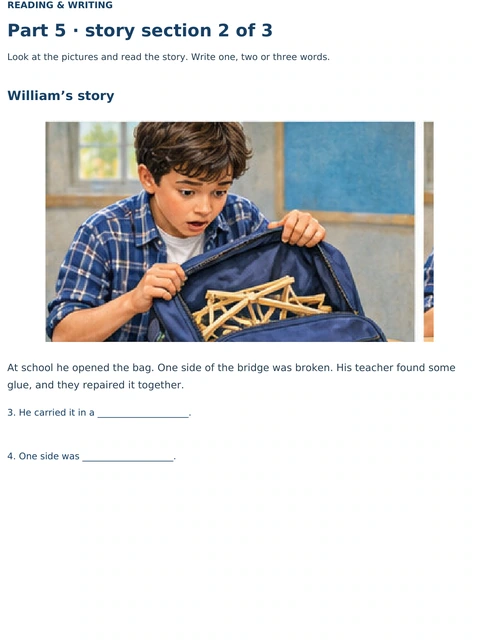 READING & WRITING
Part 5 · story section 2 of 3
Look at the pictures and read the story. Write one, two or three words.
William’s story
At school he opened the bag. One side of the bridge was broken. His teacher found some
glue, and they repaired it together.
3. He carried it in a ____________________.
4. One side was ____________________.